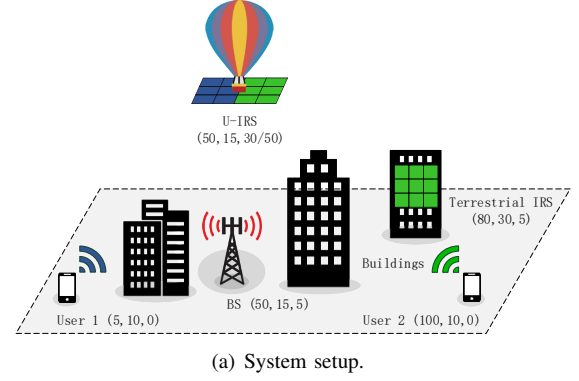 U-IRS
(50,15,30/50)
Terrestrial IRS
(80,30,5)
Buildings
BS (50,15,5)
User 1 (5,10,0)
User 2 (100,10,0)
(a) System setup.